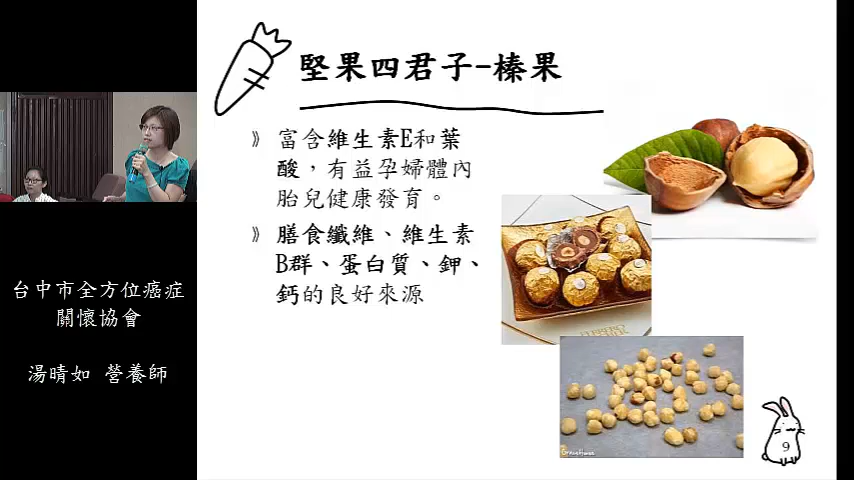 堅果四君子-榛果
》 富含維生素E和葉
酸，有益孕婦體內
胎兒健康發育。
》 膳食纖維、維生素
B群、蛋白質、鉀、
鈣的良好來源
台中市全方位癌症
關懷協會
湯晴如 營養師
9